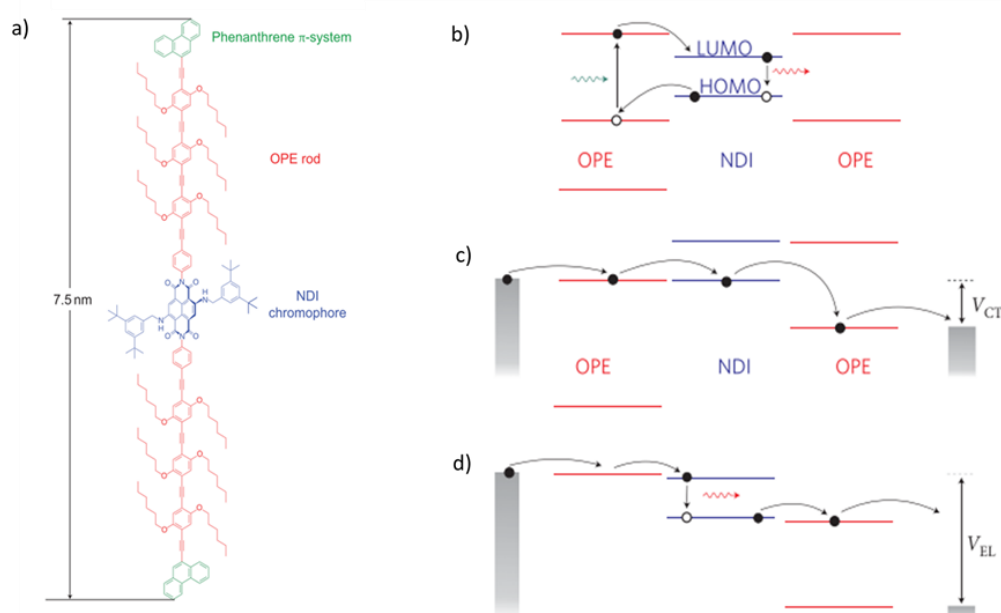 a)
Phenanthrene π-system
OPE rod
NDI
chromophore
7.5 nm
O
O
O
O
O
O
O
N
O
H
N
N
H
O
N
O
O
O
O
O
O
O
b)
LUMO
HOMO
OPE
NDI
OPE
c)
OPE
NDI
OPE
VCT
d)
VEL